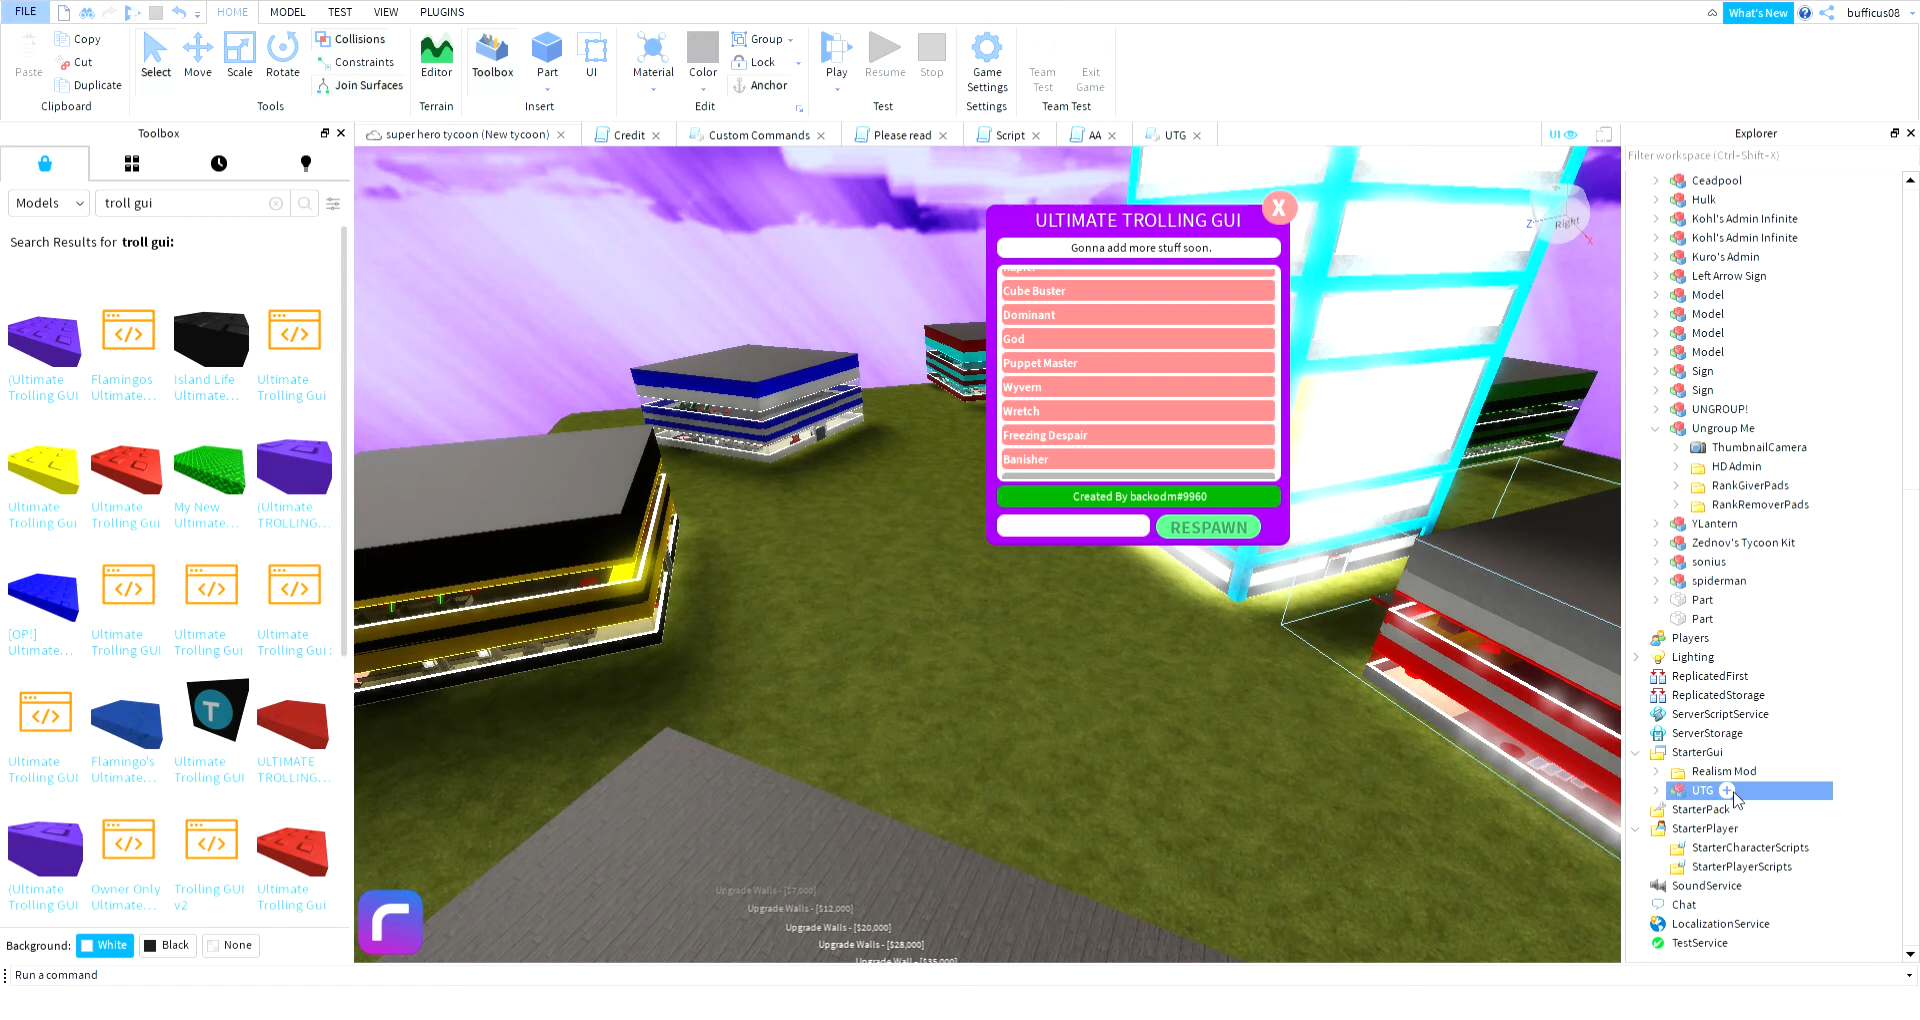 FILE HOME MODEL TEST VIEW PLUGINS What's New bufficus08
Paste Copy Cut Duplicate Clipboard
Select Move Scale Rotate Collisions Constraints Join Surfaces Tools
Editor Terrain
Toolbox Part UI Insert
Material Color Group Lock Anchor Edit
Play Resume Stop Test
Game Settings Settings
Team Test Exit Game Team Test
Toolbox
super hero tycoon (New tycoon) Credit Custom Commands Please read Script AA UTG
UI
Models troll gui
Search Results for troll gui:
(Ultimate Trolling GUI
Flamingos Ultimate...
Island Life Ultimate...
Ultimate Trolling Gui
Ultimate Trolling Gui
Ultimate Trolling Gui
My New Ultimate...
(Ultimate TROLLING...
[OP!] Ultimate...
Ultimate Trolling GUI
Ultimate Trolling Gui
Ultimate Trolling Gui :
Ultimate Trolling GUI
Flamingo's Ultimate...
T
Ultimate Trolling GUI
ULTIMATE TROLLING...
(Ultimate Trolling GUI
Owner Only Ultimate...
Trolling GUI v2
Ultimate Trolling Gui
Background: White Black None
Run a command
ULTIMATE TROLLING GUI
X
Gonna add more stuff soon.
Cube Buster
Dominant
God
Puppet Master
Wyvern
Wretch
Freezing Despair
Banisher
Created By backodm#9960
RESPAWN
Z Right X
Upgrade Walls - [$7,000]
Upgrade Walls - [$12,000]
Upgrade Walls - [$20,000]
Upgrade Walls - [$28,000]
Upgrade Wall - [$35,000]
Explorer
Filter workspace (Ctrl+Shift+X)
Ceadpool
Hulk
Kohl's Admin Infinite
Kohl's Admin Infinite
Kuro's Admin
Left Arrow Sign
Model
Model
Model
Model
Sign
Sign
UNGROUP!
Ungroup Me
ThumbnailCamera
HD Admin
RankGiverPads
RankRemoverPads
YLantern
Zednov's Tycoon Kit
sonius
spiderman
Part
Part
Players
Lighting
ReplicatedFirst
ReplicatedStorage
ServerScriptService
ServerStorage
StarterGui
Realism Mod
UTG
StarterPack
StarterPlayer
StarterCharacterScripts
StarterPlayerScripts
SoundService
Chat
LocalizationService
TestService